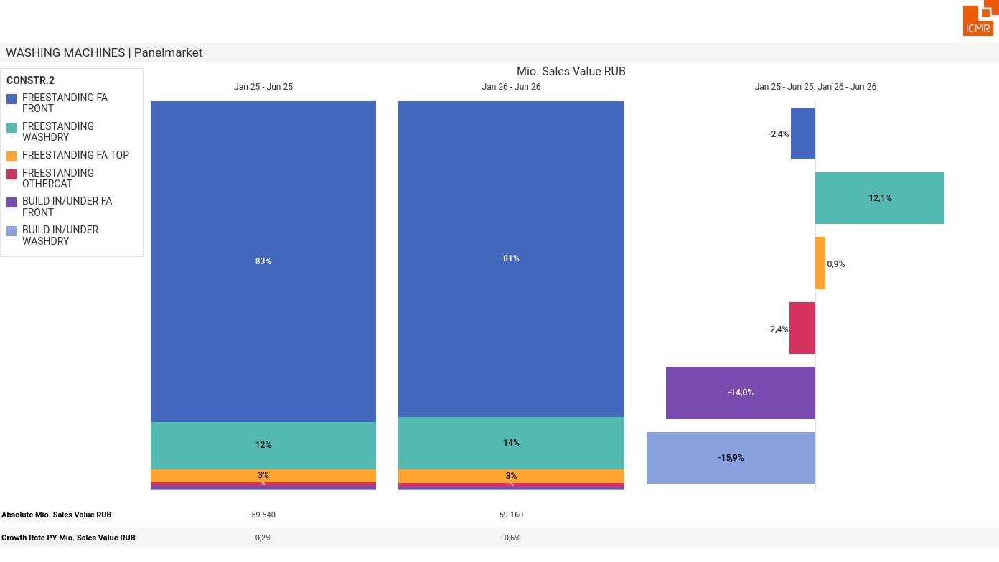 ICMR
WASHING MACHINES | Panelmarket
Mio. Sales Value RUB
CONSTR.2
FREESTANDING FA
FRONT
FREESTANDING
WASHDRY
FREESTANDING FA TOP
FREESTANDING
OTHERCAT
BUILD IN/UNDER FA
FRONT
BUILD IN/UNDER
WASHDRY
Jan 25 - Jun 25
83%
12%
3%
1%
Jan 26 - Jun 26
81%
14%
3%
1%
Jan 25 - Jun 25: Jan 26 - Jun 26
-2,4%
12,1%
0,9%
-2,4%
-14,0%
-15,9%
Absolute Mio. Sales Value RUB 59 540 59 160
Growth Rate PY Mio. Sales Value RUB 0,2% -0,6%